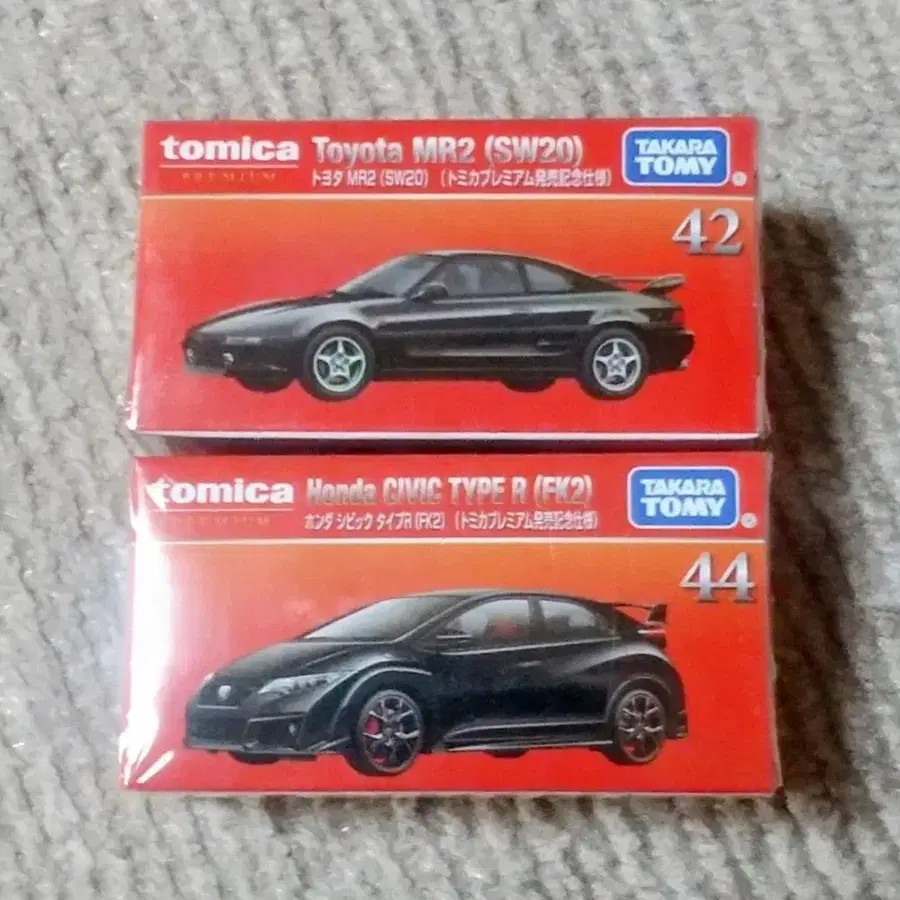 tomica Toyota MR2 (SW20)
PREMIUM トヨタ MR2 (SW20) (トミカプレミアム発売記念仕様)
TAKARA
TOMY
42
tomica Honda CIVIC TYPE R (FK2)
PREMIUM ホンダ シビック タイプR (FK2) (トミカプレミアム発売記念仕様)
TAKARA
TOMY
44